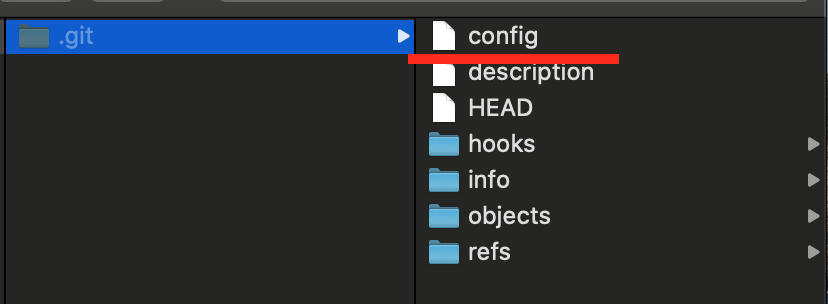 .git
config
description
HEAD
hooks
info
objects
refs